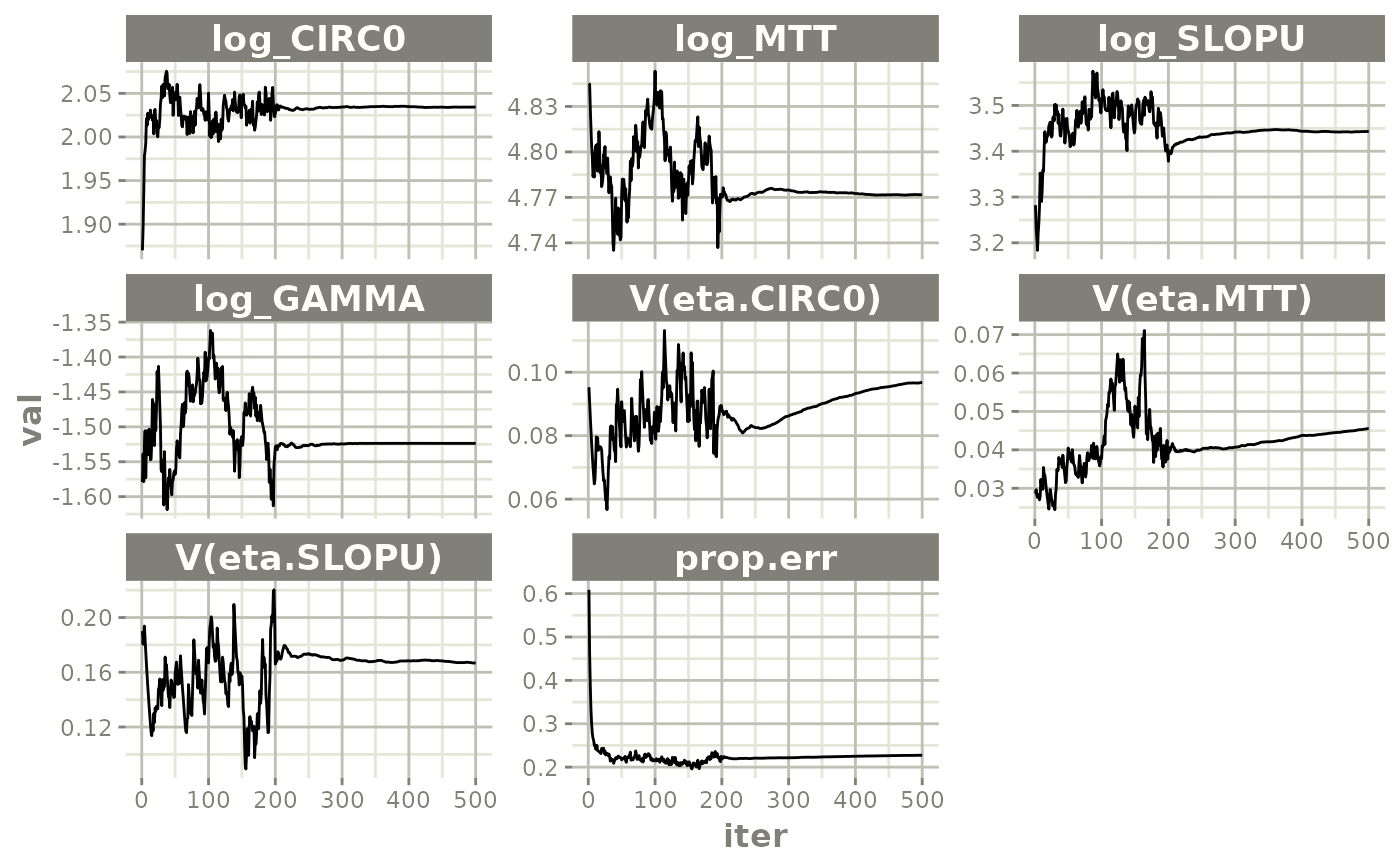 log_CIRC0 log_MTT log_SLOPU
2.05 4.83 3.5
2.00 4.80 3.4
1.95 4.77 3.3
1.90 4.74 3.2
log_GAMMA V(eta.CIRC0) V(eta.MTT)
-1.35 0.10 0.07
-1.40 0.08 0.06
-1.45 0.06 0.05
-1.50 0.04
-1.55 0.03
-1.60
0 100 200 300 400 500
V(eta.SLOPU) prop.err
0.20 0.6
0.16 0.5
0.12 0.4
0.3
0.2
0 100 200 300 400 500 0 100 200 300 400 500
val
iter